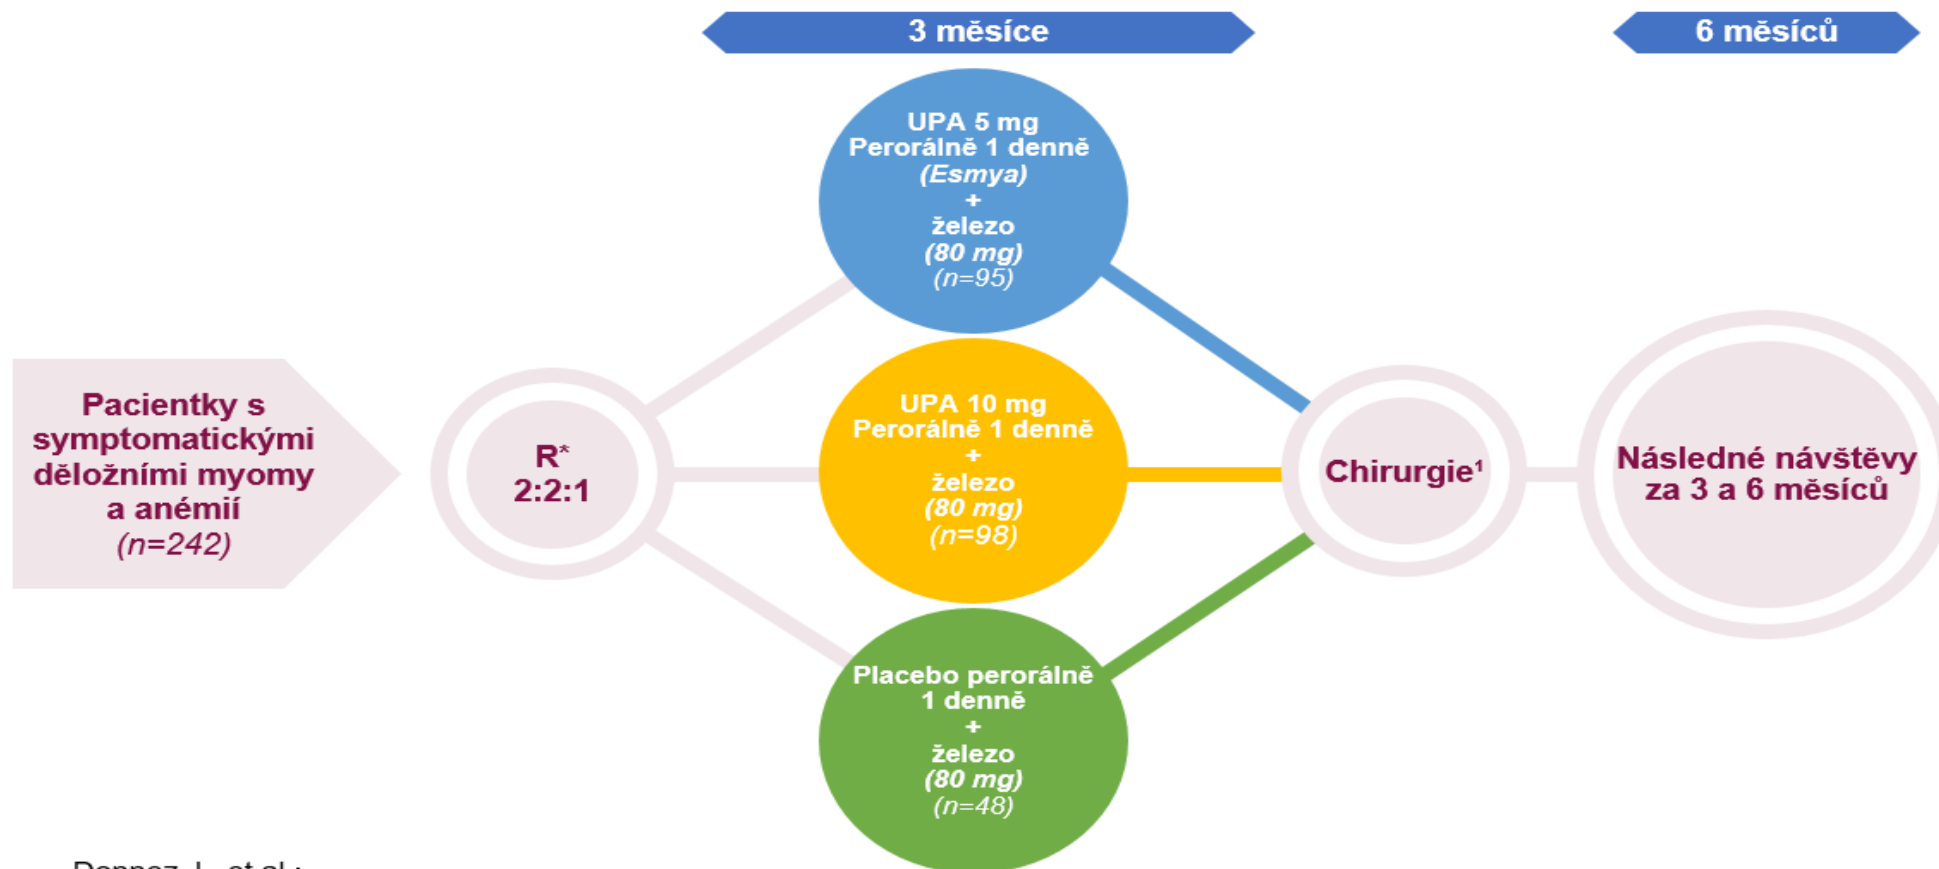 3 měsíce
6 měsíců
UPA 5 mg
Perorálně 1 denně
(Esmya)
+
železo
(80 mg)
(n=95)
Pacientky s
symptomatickými
děložními myomy
a anémií
(n=242)
R*
2:2:1
UPA 10 mg
Perorálně 1 denně
+
železo
(80 mg)
(n=98)
Chirurgie¹
Následné návštěvy
za 3 a 6 měsíců
Placebo perorálně
1 denně
+
železo
(80 mg)
(n=48)